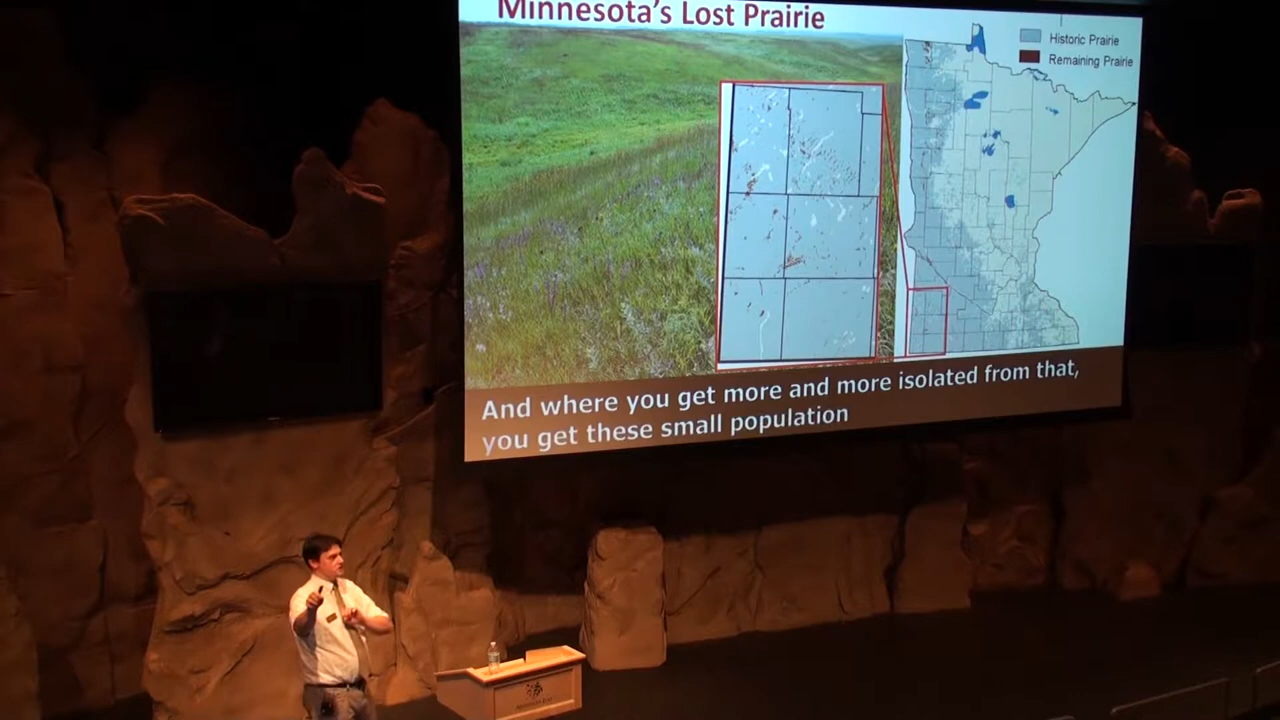 Minnesota's Lost Prairie
Historic Prairie
Remaining Prairie
And where you get more and more isolated from that,
you get these small population